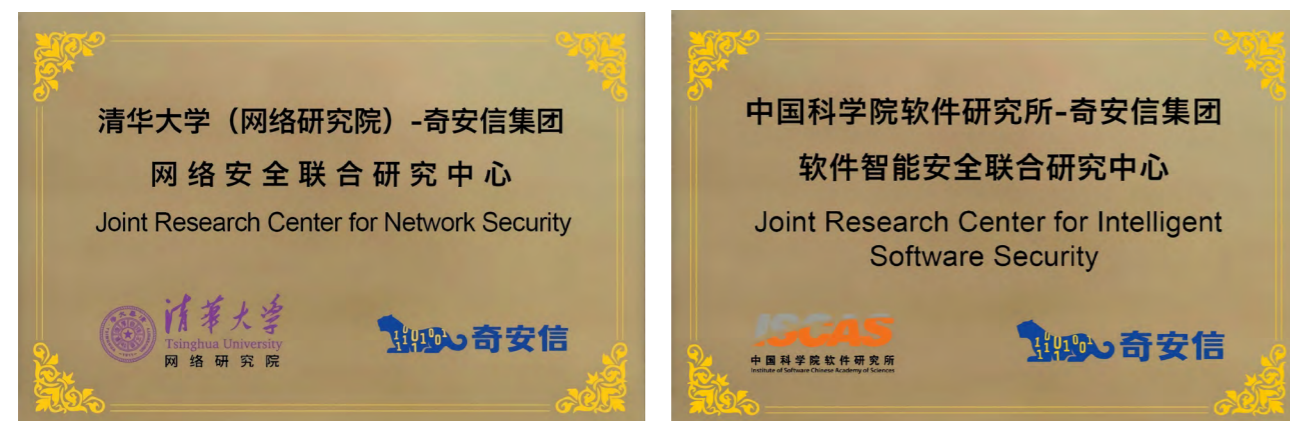 清华大学（网络研究院）-奇安信集团
网络安全联合研究中心
Joint Research Center for Network Security
清華大学
Tsinghua University
网络研究院
奇安信
中国科学院软件研究所-奇安信集团
软件智能安全联合研究中心
Joint Research Center for Intelligent
Software Security
ISCAS
中国科学院软件研究所
Institute of Software Chinese Academy of Sciences
奇安信